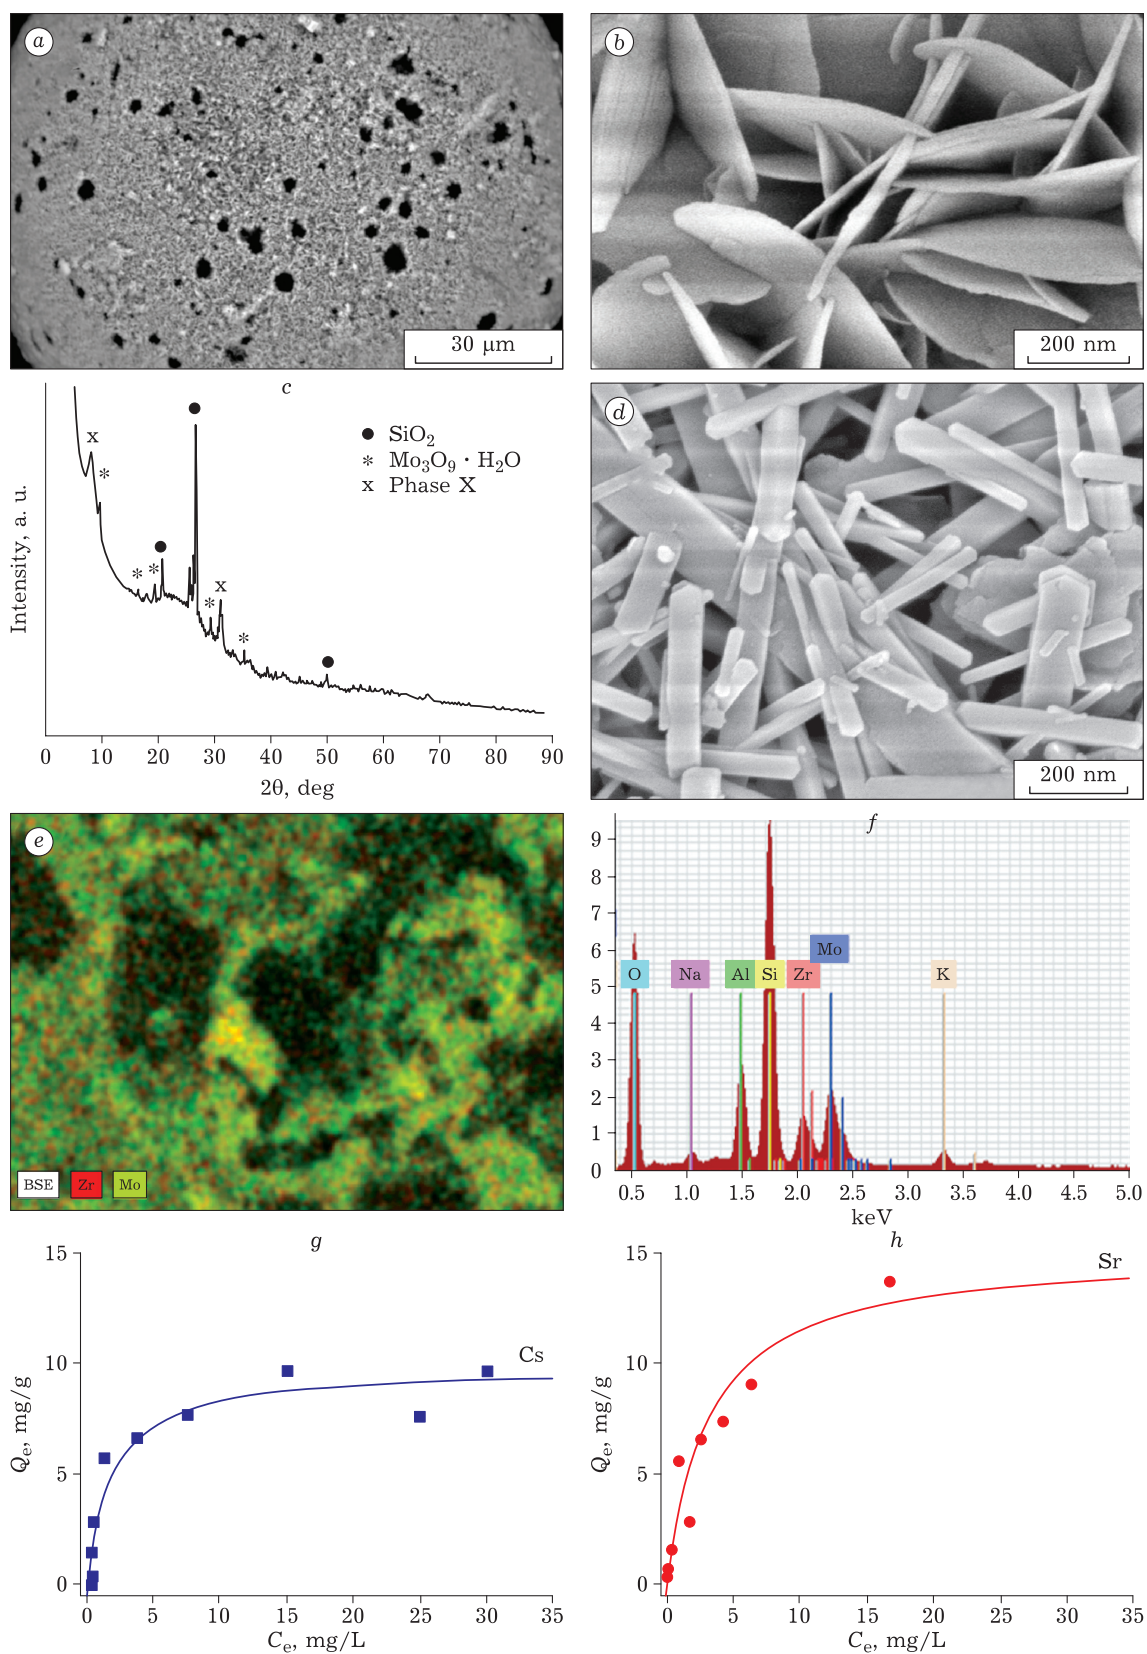 a
b
30 μm
200 nm
c
SiO₂
* Mo₃O₉ · H₂O
x Phase X
x
*
* *
* x
*
Intensity, a. u.
0 10 20 30 40 50 60 70 80 90
2θ, deg
d
200 nm
e
BSE Zr Mo
f
9
8
7
6
5
4
3
2
1
0
Mo
O Na Al Si Zr K
0.5 1.0 1.5 2.0 2.5 3.0 3.5 4.0 4.5 5.0
keV
g
15
10
5
0
Cs
Qₑ, mg/g
0 5 10 15 20 25 30 35
Cₑ, mg/L
h
15
10
5
0
Sr
Qₑ, mg/g
0 5 10 15 20 25 30 35
Cₑ, mg/L